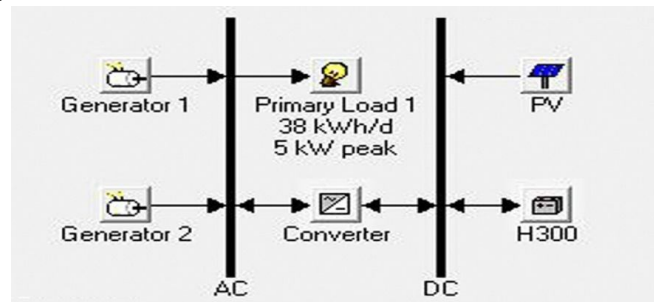 Generator 1
Primary Load 1
38 kWh/d
5 kW peak
PV
Generator 2
Converter
H300
AC
DC